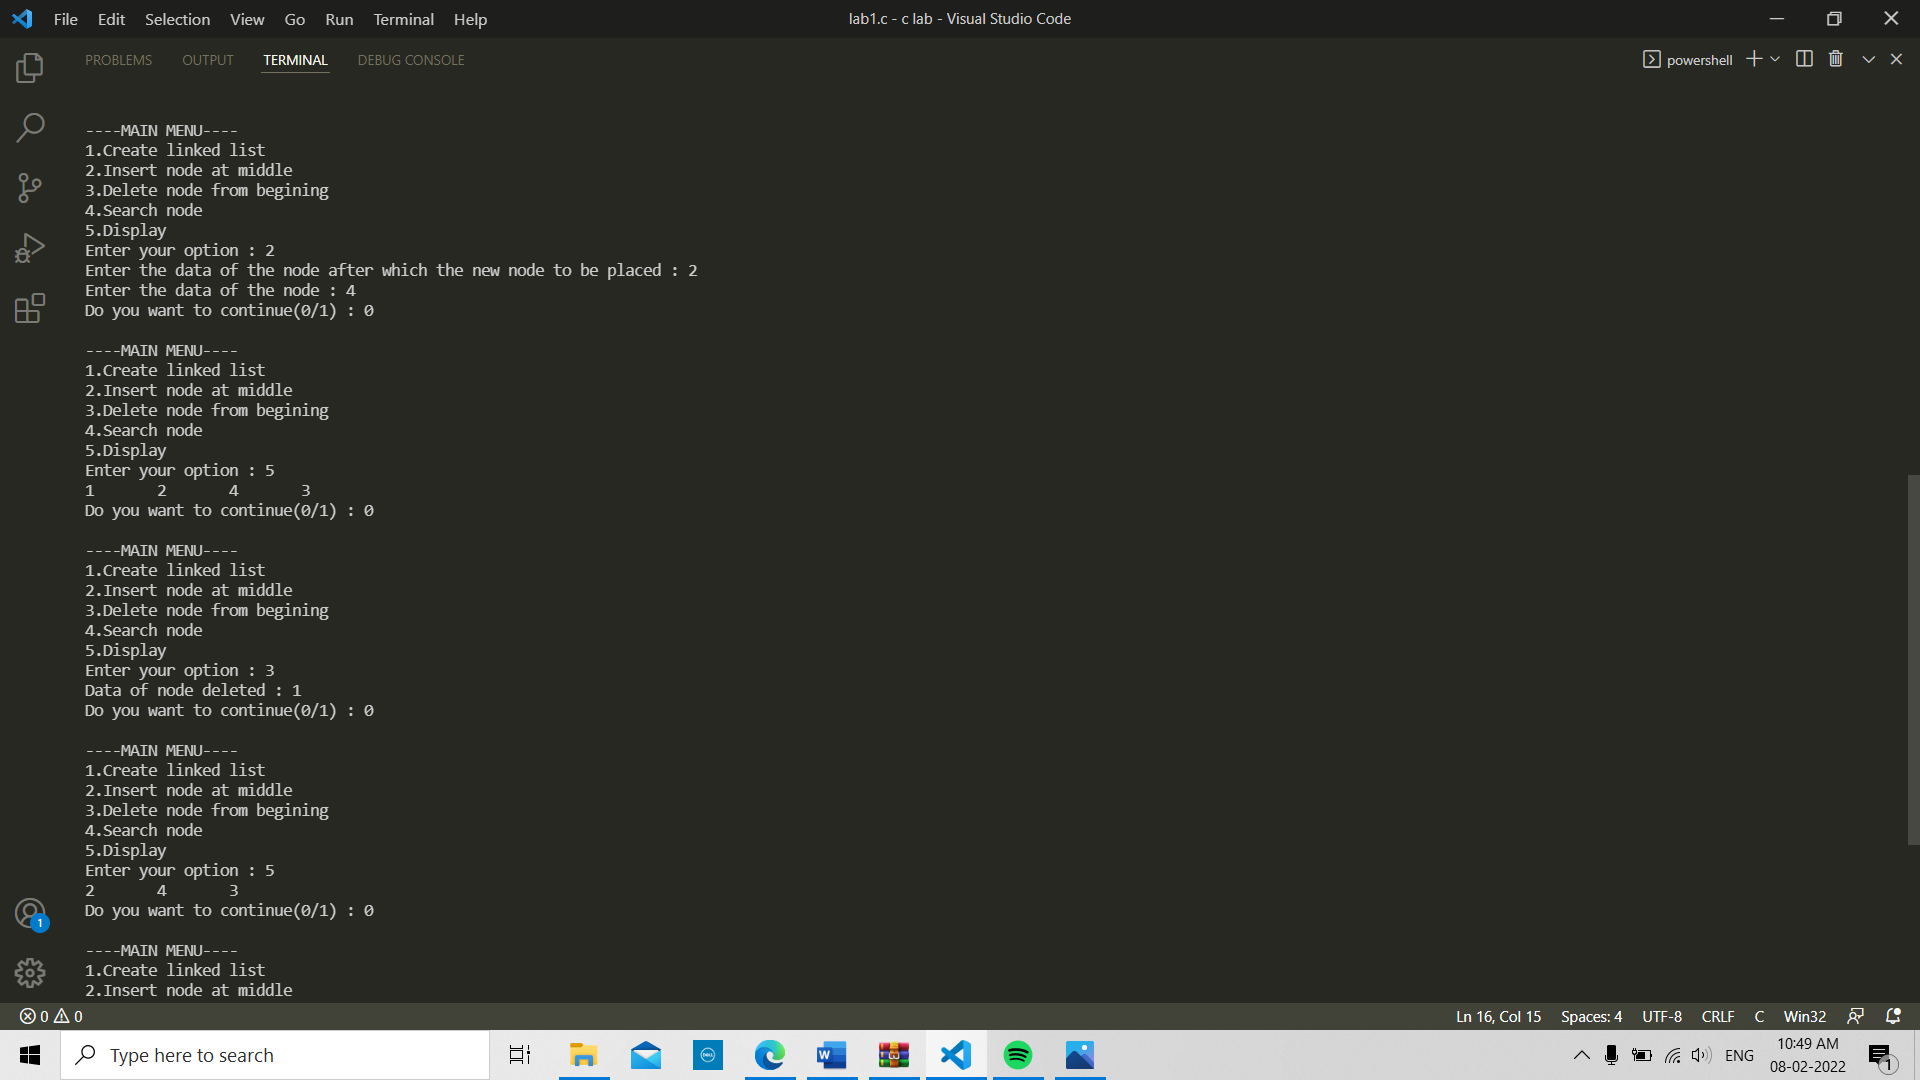 File Edit Selection View Go Run Terminal Help
lab1.c - c lab - Visual Studio Code
PROBLEMS OUTPUT TERMINAL DEBUG CONSOLE
powershell
----MAIN MENU----
1.Create linked list
2.Insert node at middle
3.Delete node from begining
4.Search node
5.Display
Enter your option : 2
Enter the data of the node after which the new node to be placed : 2
Enter the data of the node : 4
Do you want to continue(0/1) : 0
----MAIN MENU----
1.Create linked list
2.Insert node at middle
3.Delete node from begining
4.Search node
5.Display
Enter your option : 5
1 2 4 3
Do you want to continue(0/1) : 0
----MAIN MENU----
1.Create linked list
2.Insert node at middle
3.Delete node from begining
4.Search node
5.Display
Enter your option : 3
Data of node deleted : 1
Do you want to continue(0/1) : 0
----MAIN MENU----
1.Create linked list
2.Insert node at middle
3.Delete node from begining
4.Search node
5.Display
Enter your option : 5
2 4 3
Do you want to continue(0/1) : 0
----MAIN MENU----
1.Create linked list
2.Insert node at middle
1
0 0
Ln 16, Col 15 Spaces: 4 UTF-8 CRLF C Win32
Type here to search
DELL
W
ENG
10:49 AM
08-02-2022
1